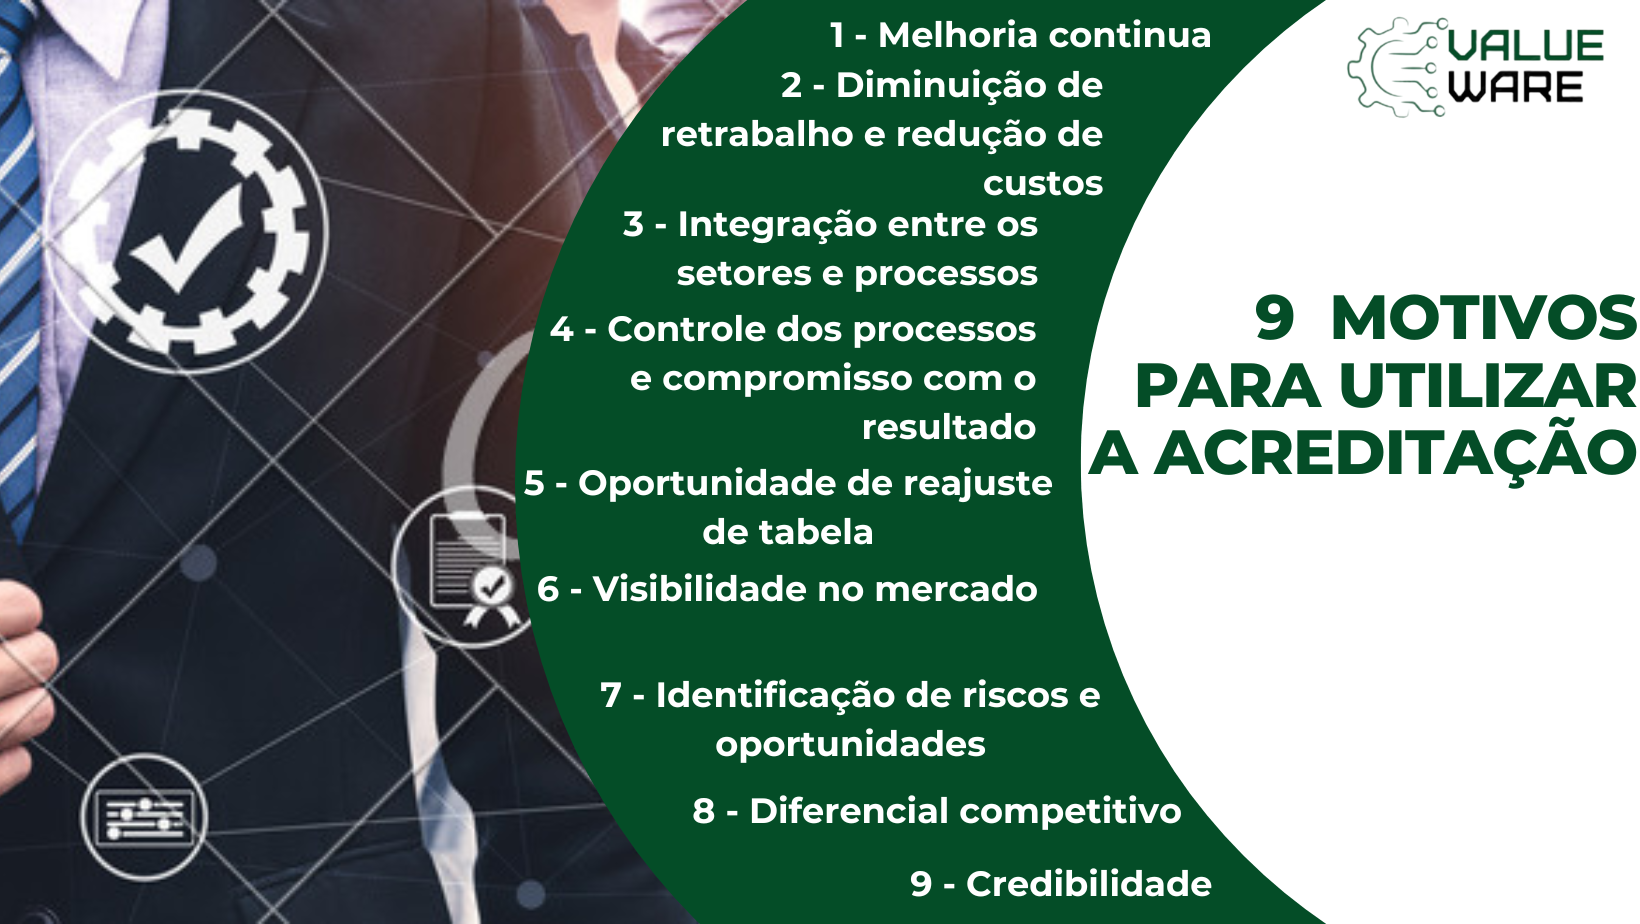 VALUE
WARE
9 MOTIVOS
PARA UTILIZAR
A ACREDITAÇÃO
1 - Melhoria continua
2 - Diminuição de
retrabalho e redução de
custos
3 - Integração entre os
setores e processos
4 - Controle dos processos
e compromisso com o
resultado
5 - Oportunidade de reajuste
de tabela
6 - Visibilidade no mercado
7 - Identificação de riscos e
oportunidades
8 - Diferencial competitivo
9 - Credibilidade